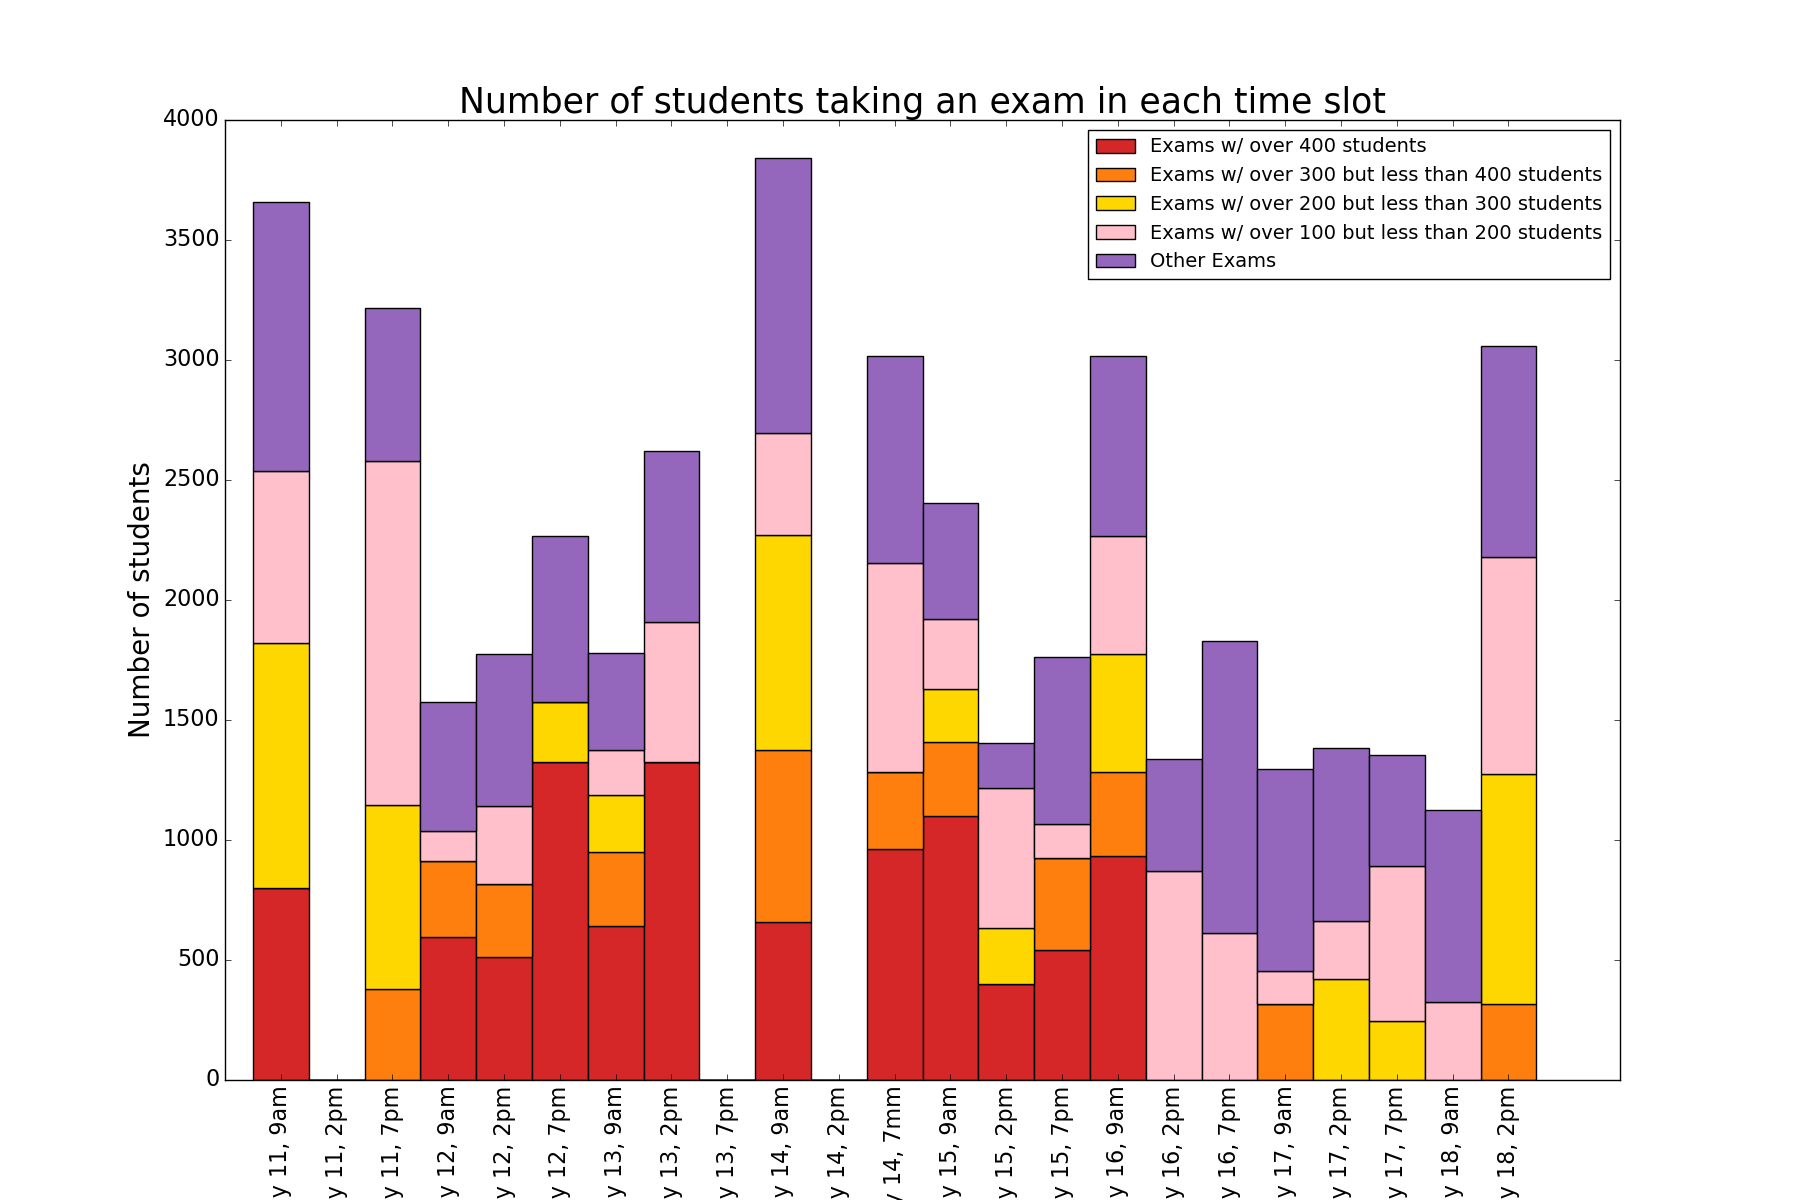 Number of students taking an exam in each time slot
Number of students
4000
3500
3000
2500
2000
1500
1000
500
0
Exams w/ over 400 students
Exams w/ over 300 but less than 400 students
Exams w/ over 200 but less than 300 students
Exams w/ over 100 but less than 200 students
Other Exams
y 11, 9am
y 11, 2pm
y 11, 7pm
y 12, 9am
y 12, 2pm
y 12, 7pm
y 13, 9am
y 13, 2pm
y 13, 7pm
y 14, 9am
y 14, 2pm
y 14, 7mm
y 15, 9am
y 15, 2pm
y 15, 7pm
y 16, 9am
y 16, 2pm
y 16, 7pm
y 17, 9am
y 17, 2pm
y 17, 7pm
y 18, 9am
y 18, 2pm